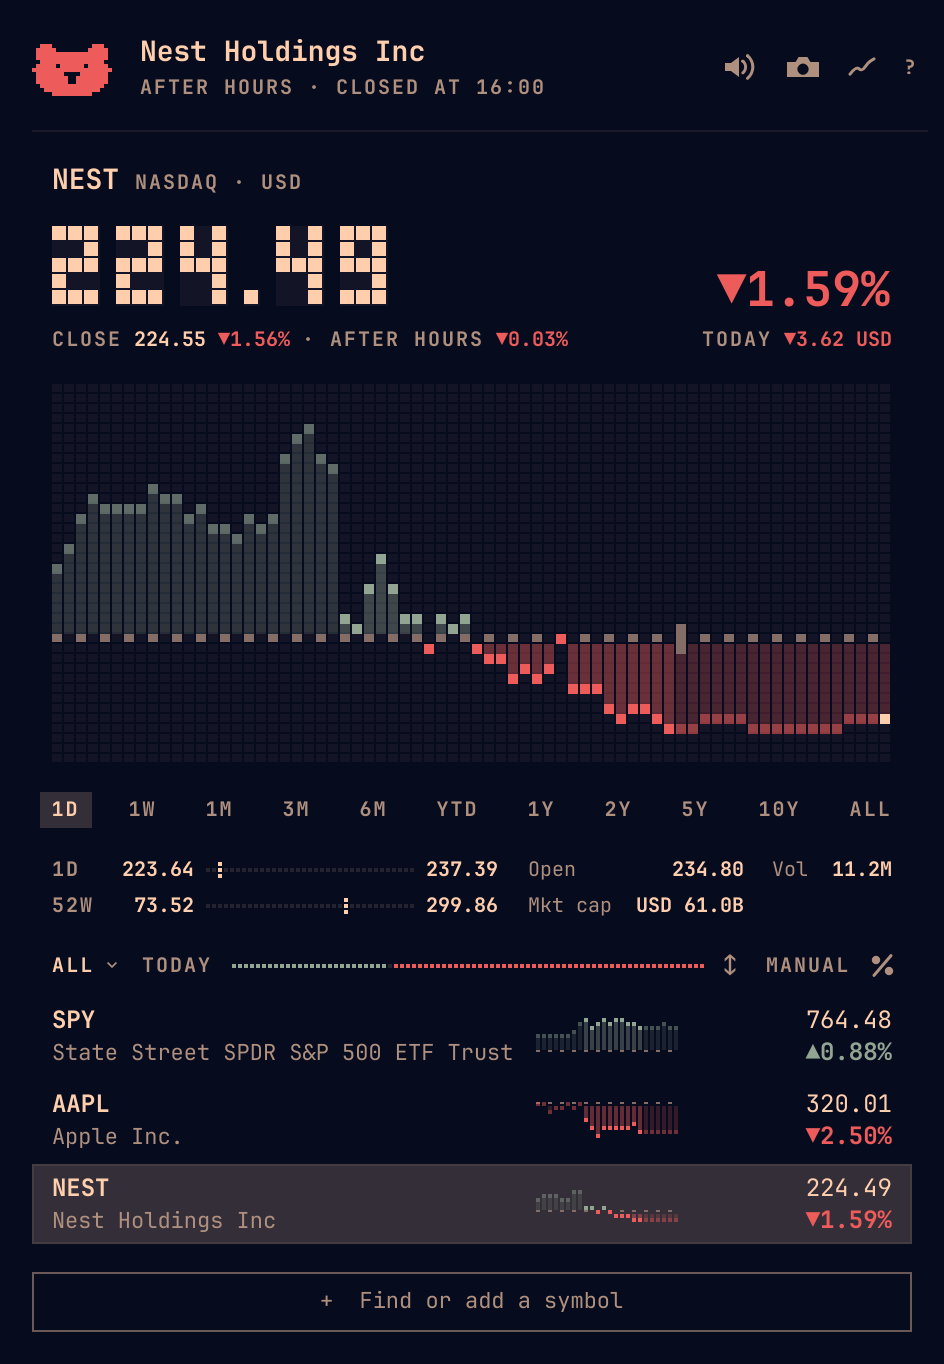 Nest Holdings Inc
AFTER HOURS · CLOSED AT 16:00
?
NEST NASDAQ · USD
224.49
▼1.59%
CLOSE 224.55 ▼1.56% · AFTER HOURS ▼0.03%
TODAY ▼3.62 USD
1D 1W 1M 3M 6M YTD 1Y 2Y 5Y 10Y ALL
1D 223.64 237.39 Open 234.80 Vol 11.2M
52W 73.52 299.86 Mkt cap USD 61.0B
ALL TODAY MANUAL %
SPY 764.48
State Street SPDR S&P 500 ETF Trust ▲0.88%
AAPL 320.01
Apple Inc. ▼2.50%
NEST 224.49
Nest Holdings Inc ▼1.59%
+ Find or add a symbol